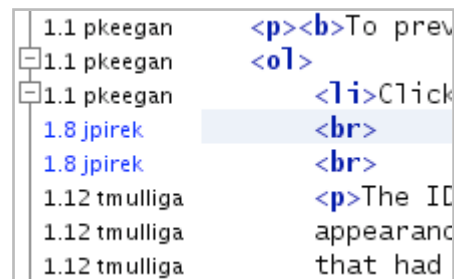 1.1 pkeegan <p><b>To prev
1.1 pkeegan <ol>
1.1 pkeegan <li>Click
1.8 jpirek <br>
1.8 jpirek <br>
1.12 tmulliga <p>The ID
1.12 tmulliga appearanc
1.12 tmulliga that had